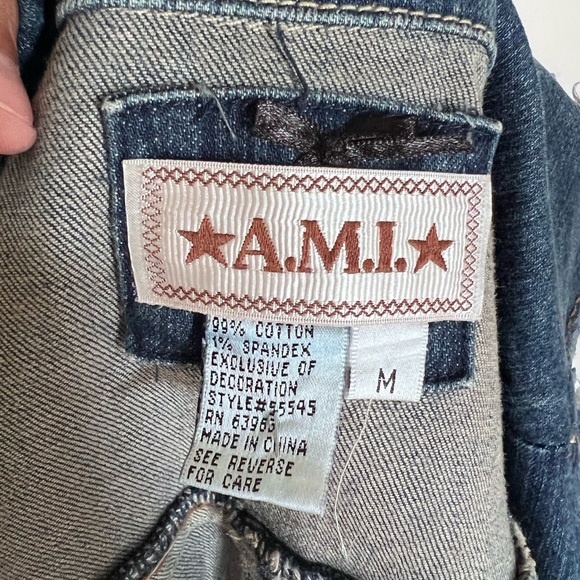 ★A.M.I.★
99% COTTON
1% SPANDEX
EXCLUSIVE OF
DECORATION
STYLE#55545
RN 63963
MADE IN CHINA
SEE REVERSE
FOR CARE
M